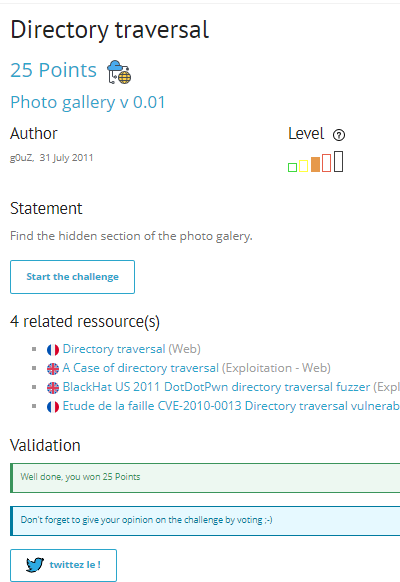 Directory traversal
25 Points
Photo gallery v 0.01
Author
Level
g0uZ, 31 July 2011
Statement
Find the hidden section of the photo galery.
Start the challenge
4 related ressource(s)
Directory traversal (Web)
A Case of directory traversal (Exploitation - Web)
BlackHat US 2011 DotDotPwn directory traversal fuzzer (Expl
Etude de la faille CVE-2010-0013 Directory traversal vulnerab
Validation
Well done, you won 25 Points
Don't forget to give your opinion on the challenge by voting ;-)
twittez le !